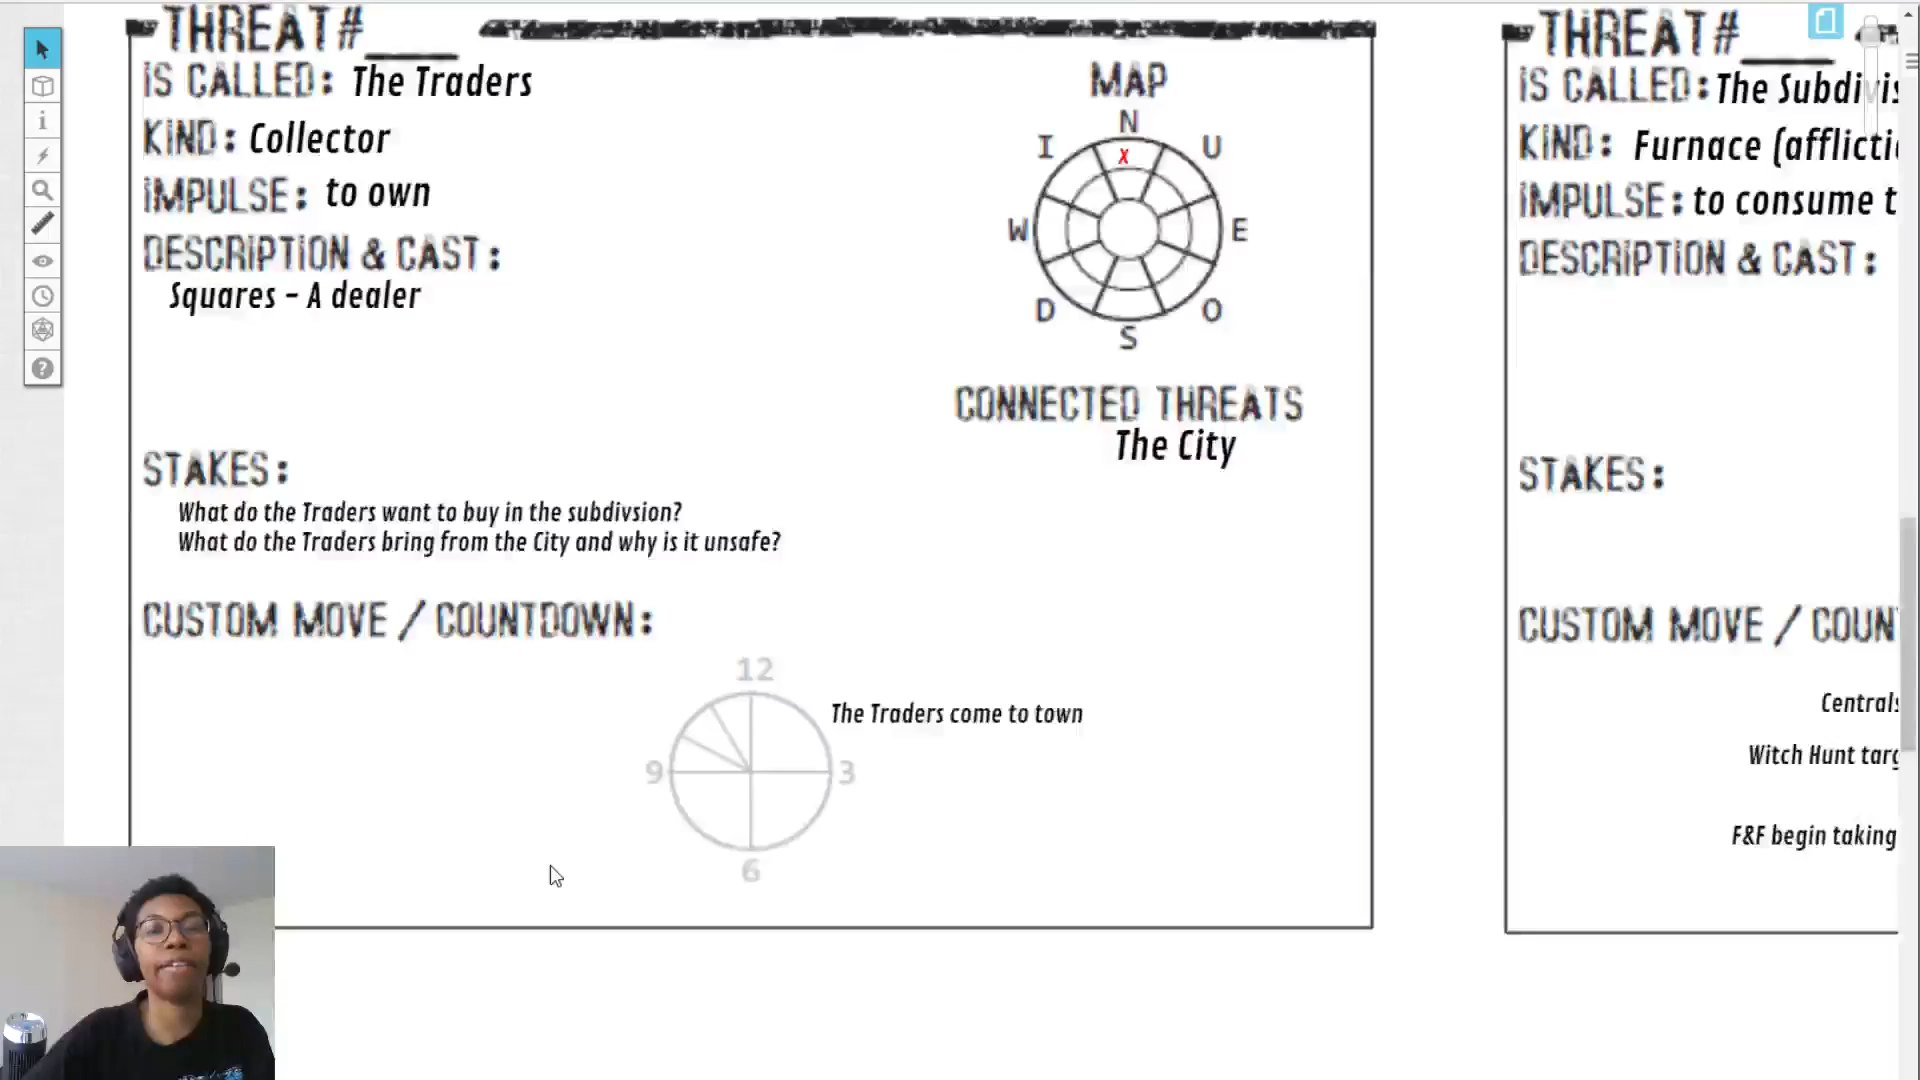 THREAT#___
IS CALLED: The Traders
KIND: Collector
IMPULSE: to own
DESCRIPTION & CAST:
Squares - A dealer
MAP
N
I
U
X
W
E
D
O
S
CONNECTED THREATS
The City
STAKES:
What do the Traders want to buy in the subdivsion?
What do the Traders bring from the City and why is it unsafe?
CUSTOM MOVE / COUNTDOWN:
12
The Traders come to town
9
3
6
THREAT#___
IS CALLED: The Subdivis
KIND: Furnace (afflicti
IMPULSE: to consume t
DESCRIPTION & CAST:
STAKES:
CUSTOM MOVE / COUN
Centrals
Witch Hunt targ
F&F begin taking